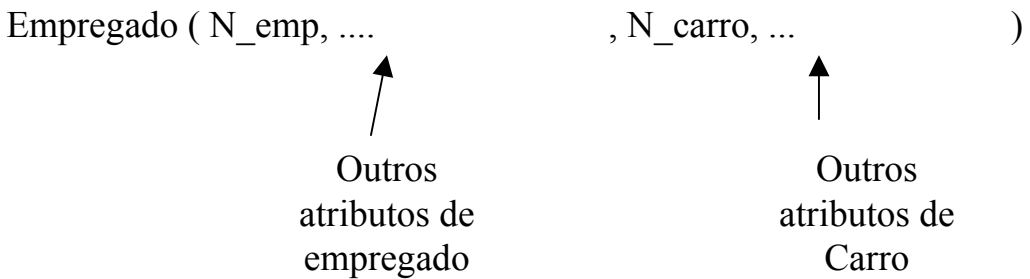 Empregado ( N_emp, .... , N_carro, ... )
Outros
atributos de
empregado
Outros
atributos de
Carro